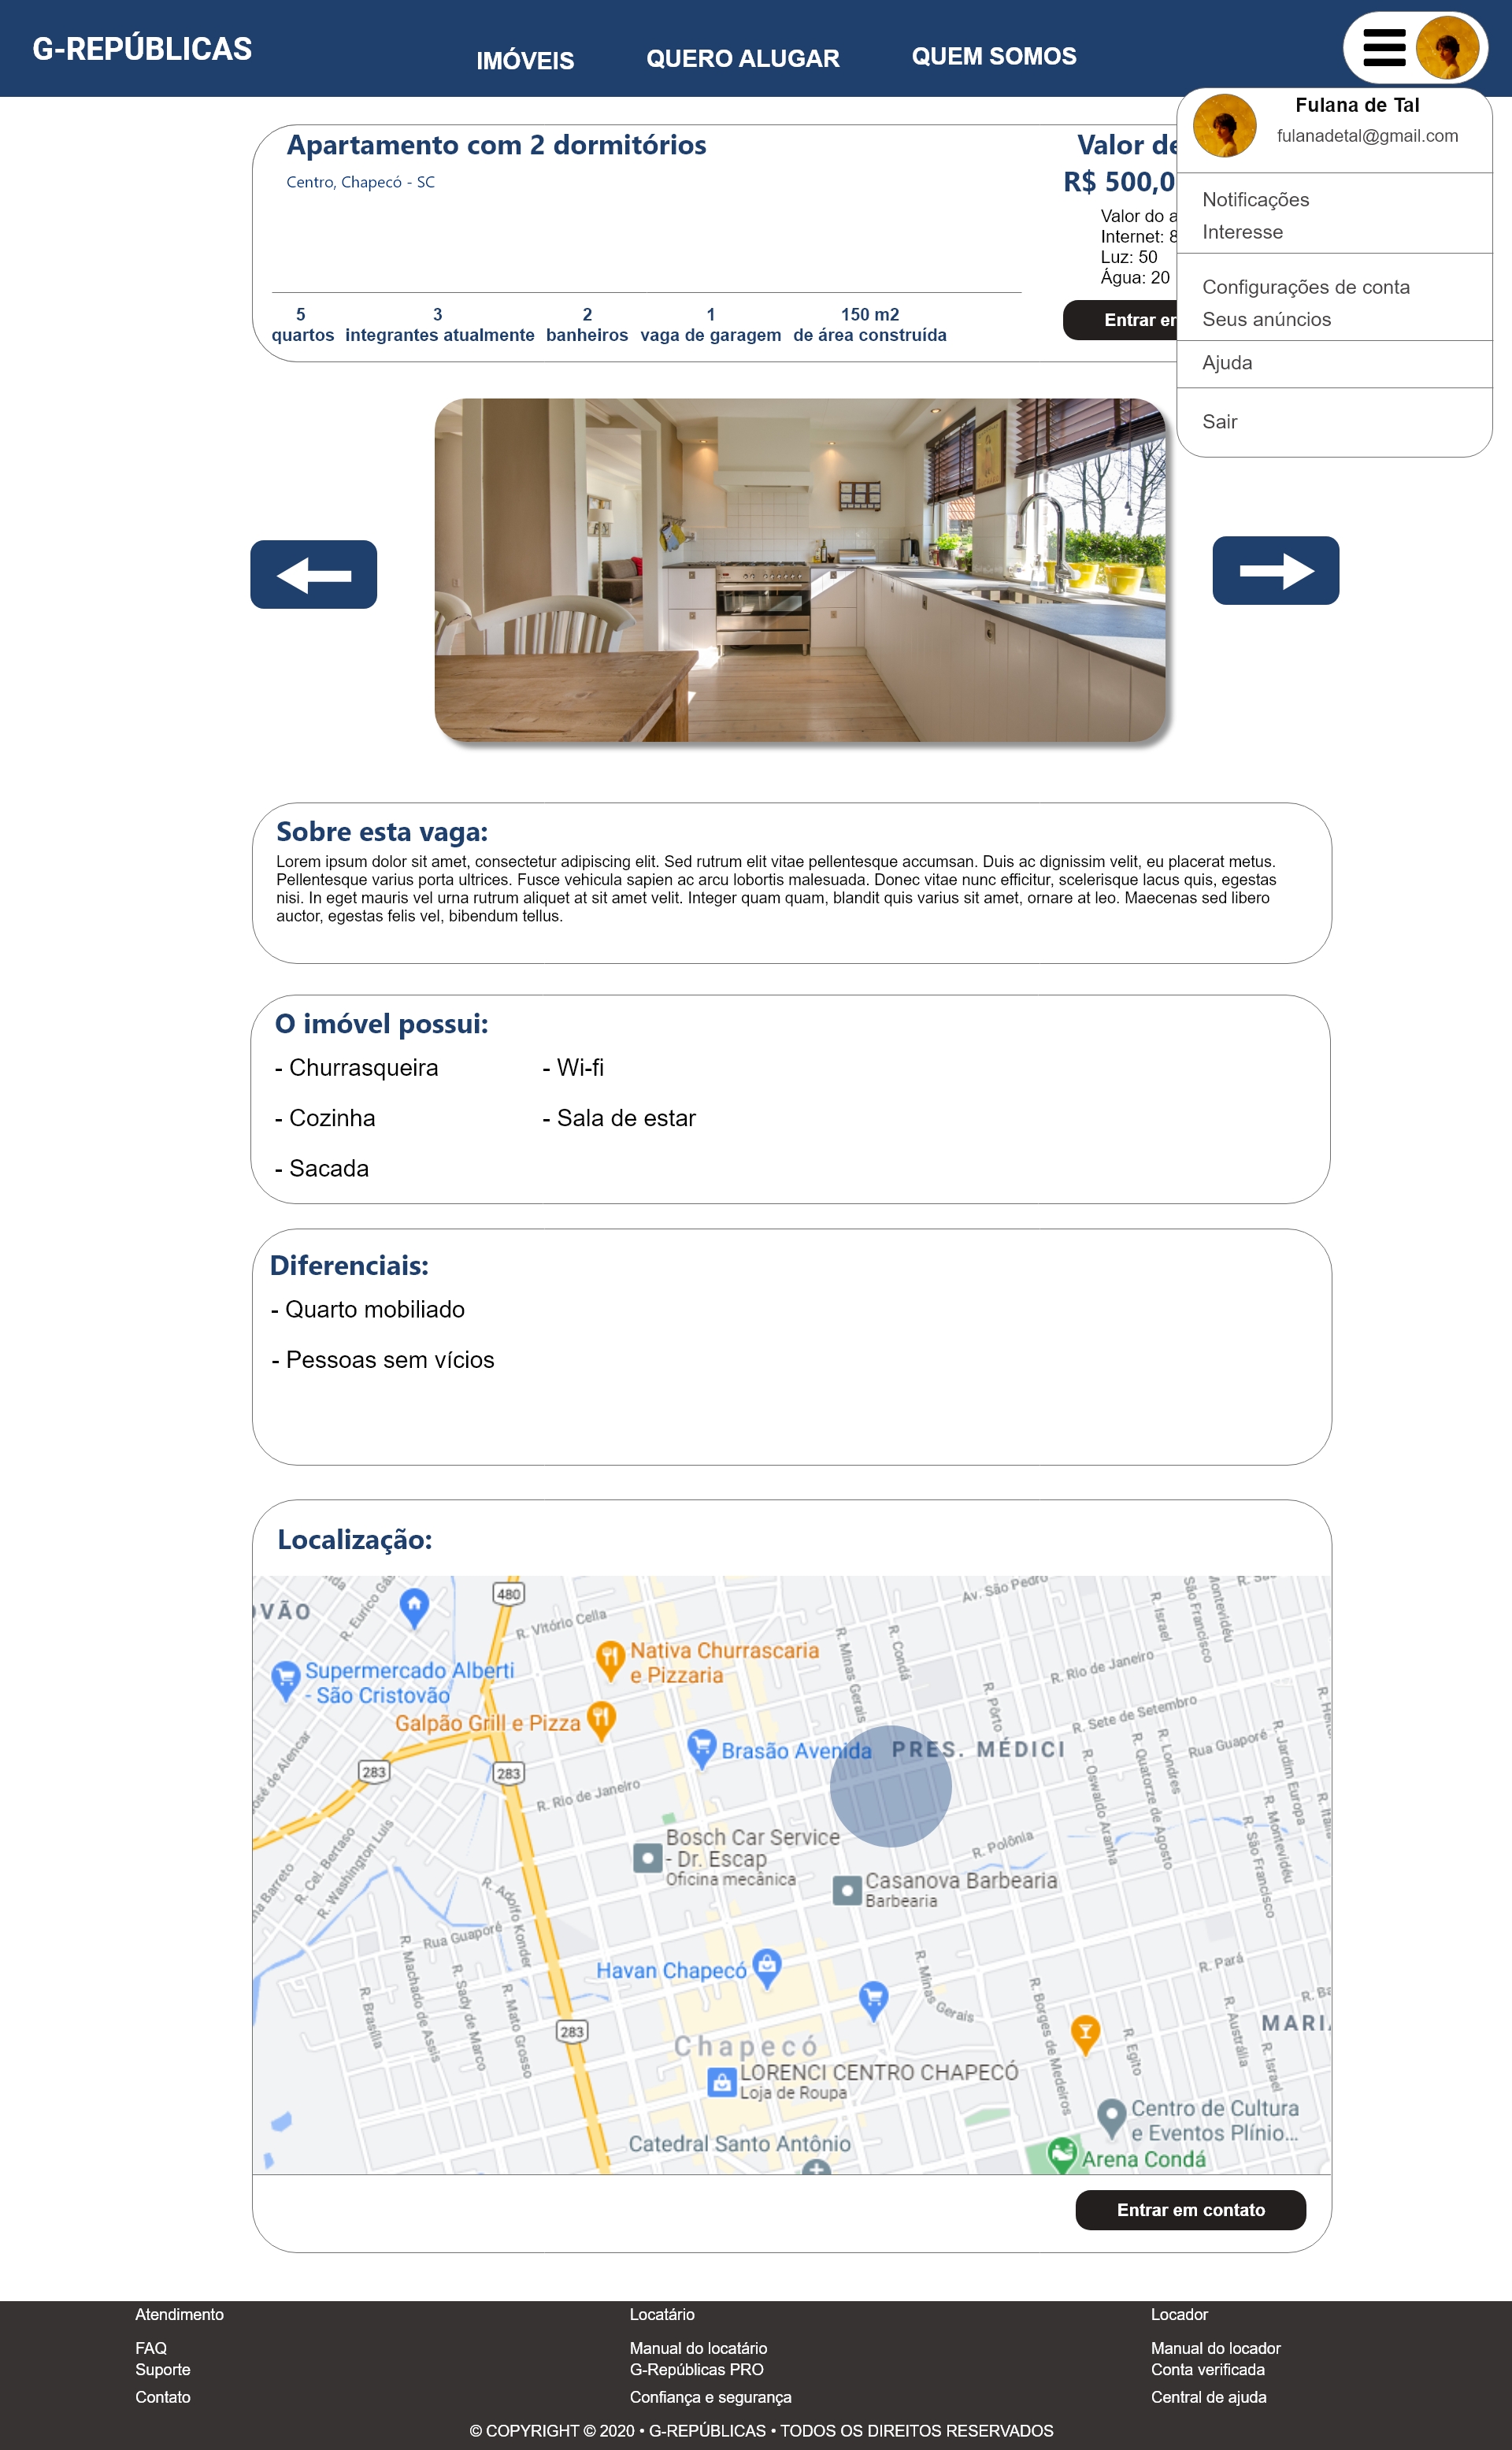 G-REPÚBLICAS
IMÓVEIS
QUERO ALUGAR
QUEM SOMOS
Fulana de Tal
fulanadetal@gmail.com
Notificações
Interesse
Configurações de conta
Seus anúncios
Ajuda
Sair
Apartamento com 2 dormitórios
Centro, Chapecó - SC
Valor de
R$ 500,0
Valor do a
Internet: 8
Luz: 50
Água: 20
Entrar em
5
quartos
3
integrantes atualmente
2
banheiros
1
vaga de garagem
150 m2
de área construída
Sobre esta vaga:
Lorem ipsum dolor sit amet, consectetur adipiscing elit. Sed rutrum elit vitae pellentesque accumsan. Duis ac dignissim velit, eu placerat metus.
Pellentesque varius porta ultrices. Fusce vehicula sapien ac arcu lobortis malesuada. Donec vitae nunc efficitur, scelerisque lacus quis, egestas
nisi. In eget mauris vel urna rutrum aliquet at sit amet velit. Integer quam quam, blandit quis varius sit amet, ornare at leo. Maecenas sed libero
auctor, egestas felis vel, bibendum tellus.
O imóvel possui:
- Churrasqueira
- Wi-fi
- Cozinha
- Sala de estar
- Sacada
Diferenciais:
- Quarto mobiliado
- Pessoas sem vícios
Localização:
OVÃO
R. Eurico Gas
480
R. Vitório Cella
Av. São Pedro
R. Israel
São Francisco
Montevidéu
Nativa Churrascaria
e Pizzaria
R. Minas Gerais
R. Condá
R. Rio de Janeiro
Supermercado Alberti
- São Cristovão
Galpão Grill e Pizza
R. Pôrto
R. Sete de Setembro
Brasão Avenida
PRES. MÉDICI
Rua Guaporé
José de Alencar
283
283
R. Rio de Janeiro
R. Oswaldo Aranha
R. Quatorze de Agosto
R. Londres
R. Jardim Europa
R. Montevidéu
R. São Francisco
Bosch Car Service
- Dr. Escap
Oficina mecânica
R. Polônia
Casanova Barbearia
Barbearia
R. Cel. Bertaso
R. Washington Luis
R. Adolfo Konder
Rua Guaporé
R. Machado de Assis
R. Sady de Marco
R. Mato Grosso
R. Brasília
Havan Chapecó
R. Minas Gerais
R. Pará
R. Borges de Medeiros
R. Egito
R. Austrália
R. Israel
283
Chapecó
LORENCI CENTRO CHAPECÓ
Loja de Roupa
Centro de Cultura
e Eventos Plínio...
Catedral Santo Antônio
Arena Condá
Entrar em contato
Atendimento
FAQ
Suporte
Contato
Locatário
Manual do locatário
G-Repúblicas PRO
Confiança e segurança
Locador
Manual do locador
Conta verificada
Central de ajuda
© COPYRIGHT © 2020 • G-REPÚBLICAS • TODOS OS DIREITOS RESERVADOS